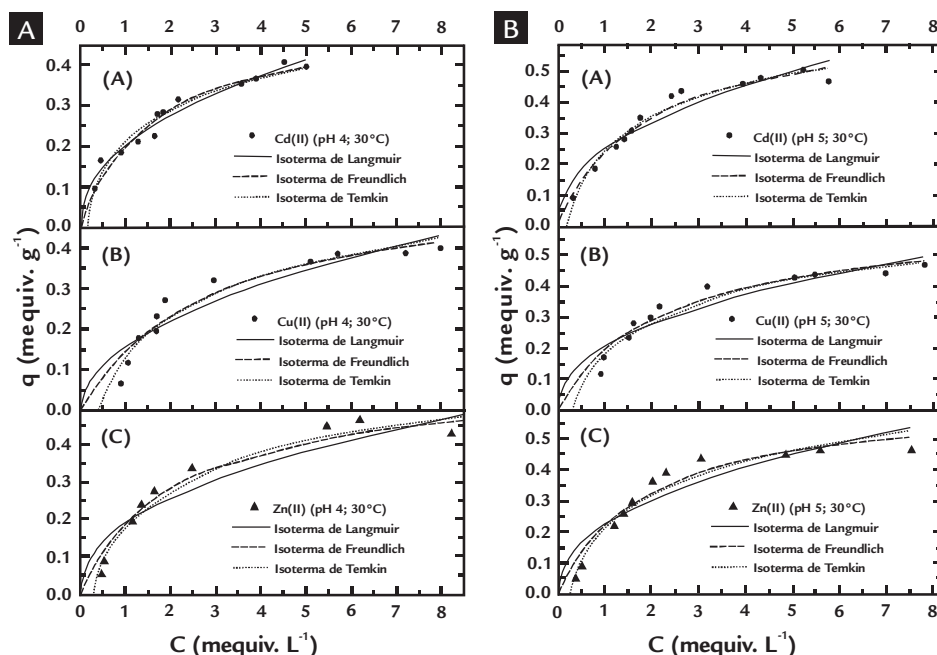 A
0 1 2 3 4 5 6 7 8
(A)
0.4
0.3
0.2
0.1
0.0
Cd(II) (pH 4; 30°C)
Isoterma de Langmuir
Isoterma de Freundlich
Isoterma de Temkin
(B)
0.4
0.3
0.2
0.1
0.0
Cu(II) (pH 4; 30°C)
Isoterma de Langmuir
Isoterma de Freundlich
Isoterma de Temkin
(C)
0.4
0.3
0.2
0.1
0.0
Zn(II) (pH 4; 30°C)
Isoterma de Langmuir
Isoterma de Freundlich
Isoterma de Temkin
0 1 2 3 4 5 6 7 8
q (mequiv. g-1)
C (mequiv. L-1)
B
0 1 2 3 4 5 6 7 8
(A)
0.5
0.4
0.3
0.2
0.1
0.0
Cd(II) (pH 5; 30°C)
Isoterma de Langmuir
Isoterma de Freundlich
Isoterma de Temkin
(B)
0.5
0.4
0.3
0.2
0.1
0.0
Cu(II) (pH 5; 30°C)
Isoterma de Langmuir
Isoterma de Freundlich
Isoterma de Temkin
(C)
0.5
0.4
0.3
0.2
0.1
0.0
Zn(II) (pH 5; 30°C)
Isoterma de Langmuir
Isoterma de Freundlich
Isoterma de Temkin
0 1 2 3 4 5 6 7 8
q (mequiv. g-1)
C (mequiv. L-1)